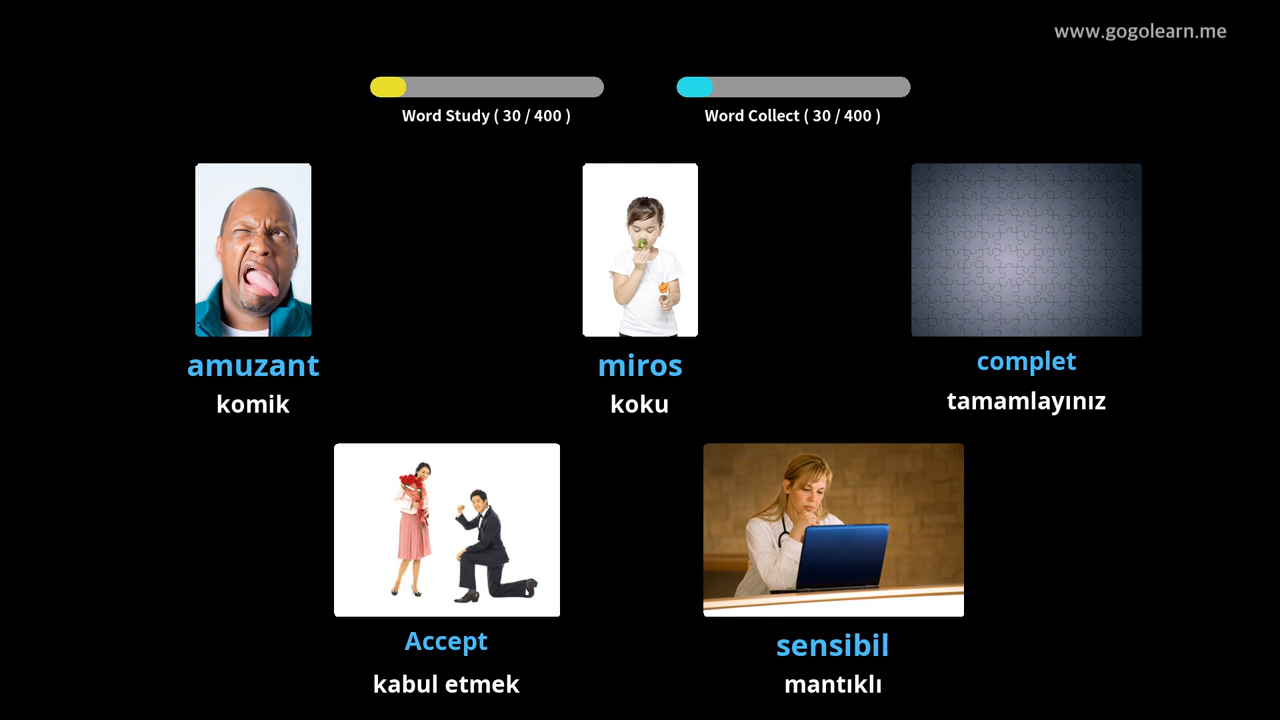 www.gogolearn.me
Word Study ( 30 / 400 )
Word Collect ( 30 / 400 )
amuzant
komik
miros
koku
complet
tamamlayınız
Accept
kabul etmek
sensibil
mantıklı